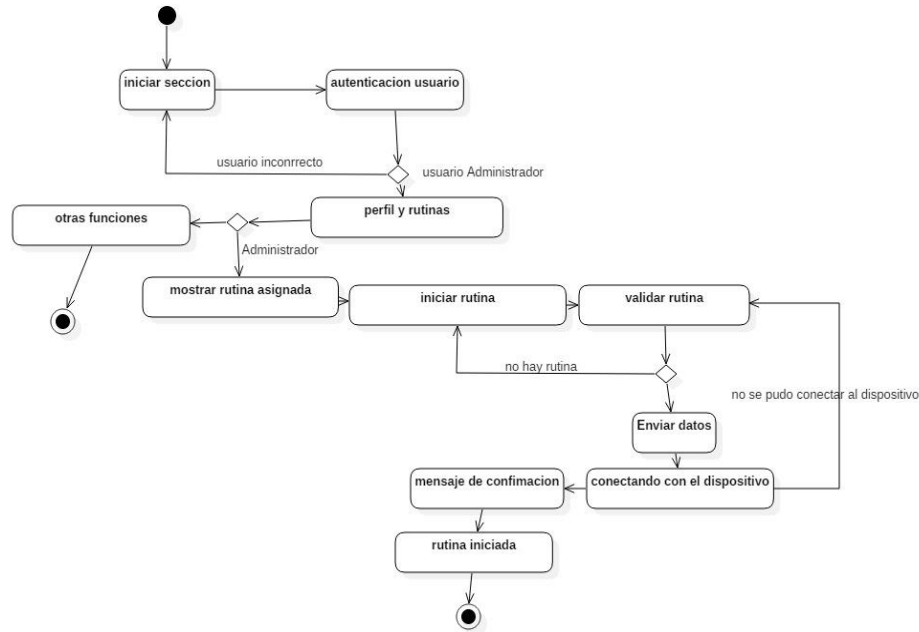 iniciar seccion
autenticacion usuario
usuario inconrrecto
usuario Administrador
perfil y rutinas
otras funciones
Administrador
mostrar rutina asignada
iniciar rutina
validar rutina
no hay rutina
no se pudo conectar al dispositivo
Enviar datos
mensaje de confimacion
conectando con el dispositivo
rutina iniciada